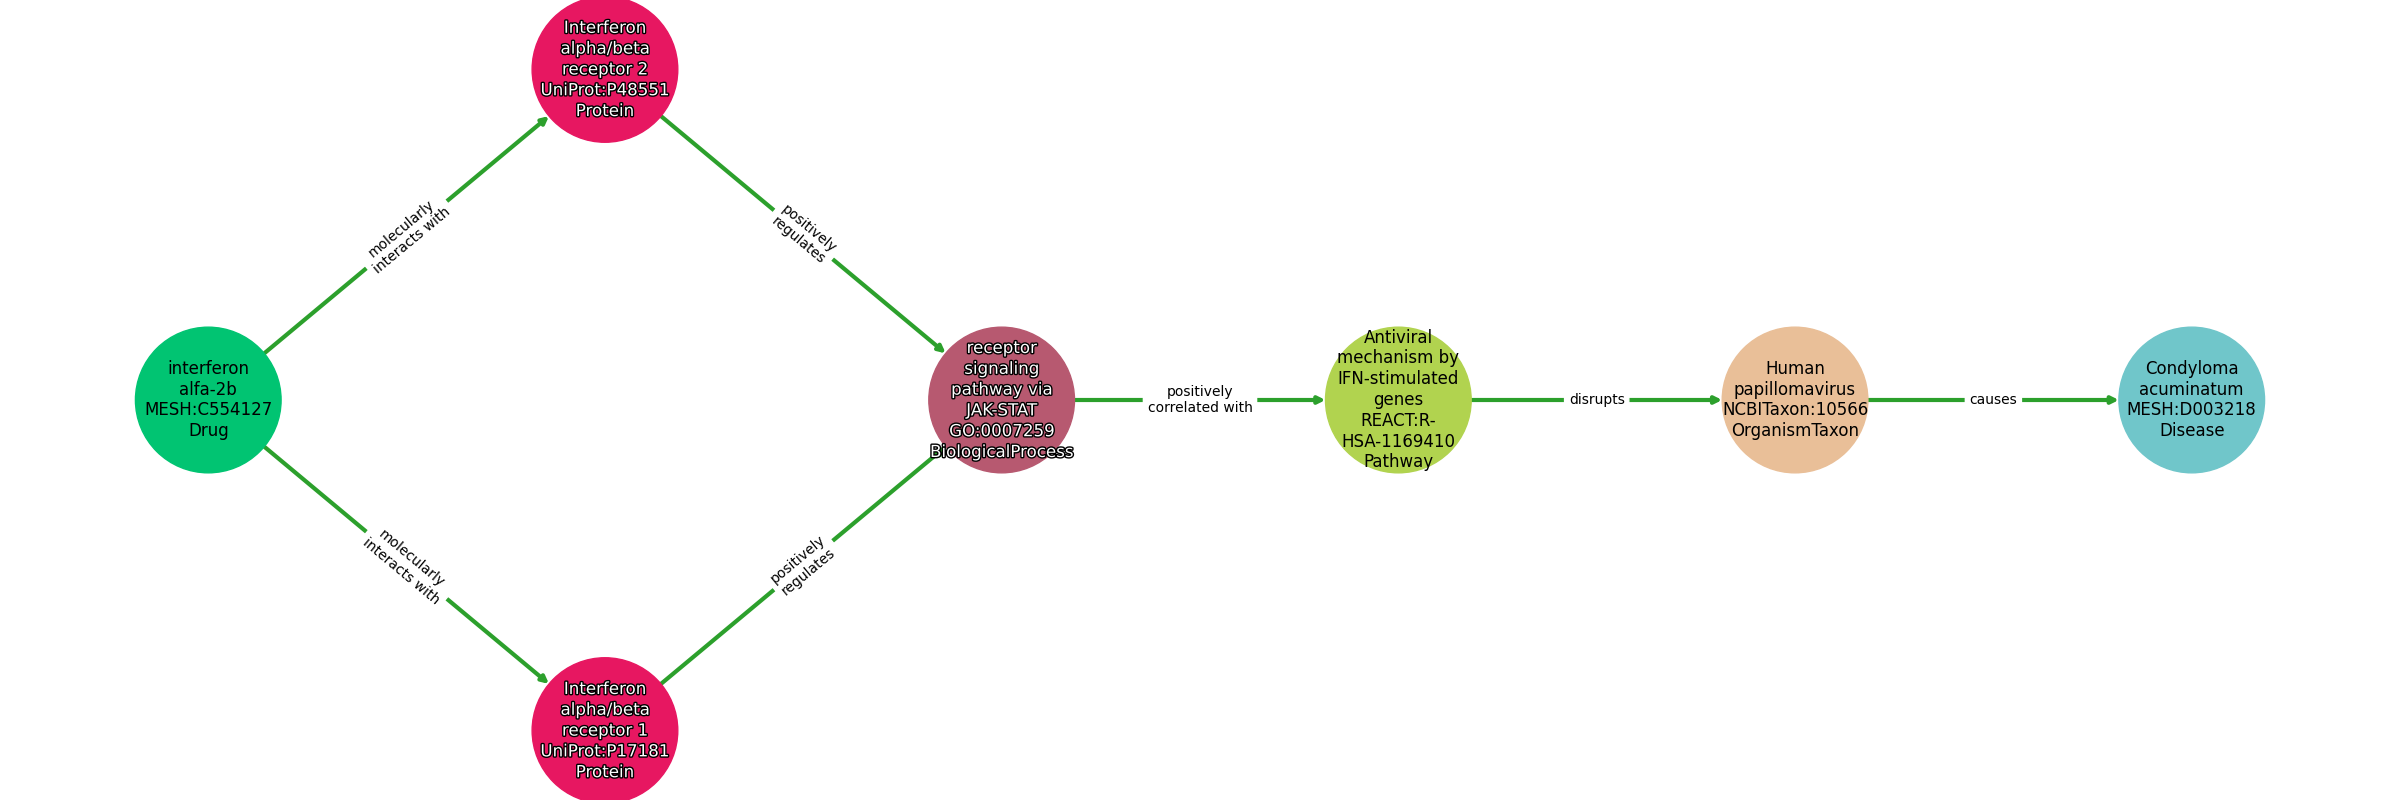 Interferon
alpha/beta
receptor 2
UniProt:P48551
Protein
molecularly
interacts with
positively
regulates
interferon
alfa-2b
MESH:C554127
Drug
receptor
signaling
pathway via
JAK-STAT
GO:0007259
BiologicalProcess
positively
correlated with
Antiviral
mechanism by
IFN-stimulated
genes
REACT:R-
HSA-1169410
Pathway
disrupts
Human
papillomavirus
NCBITaxon:10566
OrganismTaxon
causes
Condyloma
acuminatum
MESH:D003218
Disease
molecularly
interacts with
positively
regulates
Interferon
alpha/beta
receptor 1
UniProt:P17181
Protein